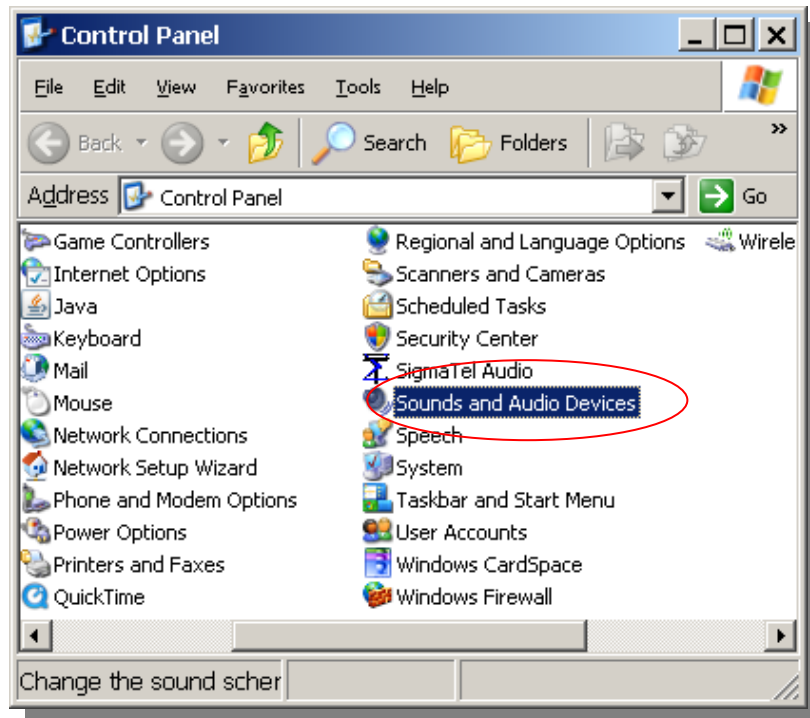 Control Panel
File Edit View Favorites Tools Help
Back Search Folders »
Address Control Panel Go
Game Controllers
Internet Options
Java
Keyboard
Mail
Mouse
Network Connections
Network Setup Wizard
Phone and Modem Options
Power Options
Printers and Faxes
QuickTime
Regional and Language Options
Scanners and Cameras
Scheduled Tasks
Security Center
SigmaTel Audio
Sounds and Audio Devices
Speech
System
Taskbar and Start Menu
User Accounts
Windows CardSpace
Windows Firewall
Wirele
Change the sound scher